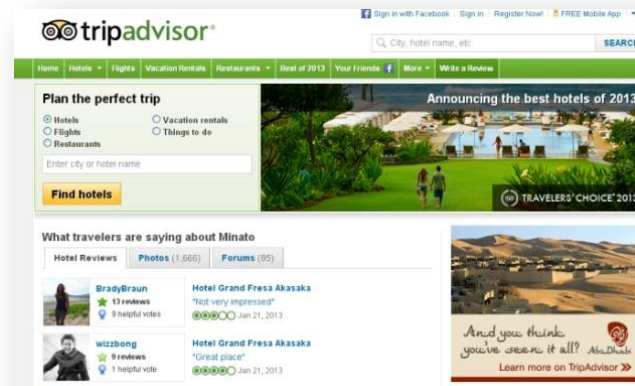 Sign in with Facebook Sign in Register Now! FREE Mobile App
tripadvisor®
City, hotel name, etc. SEARCH
Home Hotels Flights Vacation Rentals Restaurants Best of 2013 Your Friends More Write a Review
Plan the perfect trip
Hotels Vacation rentals
Flights Things to do
Restaurants
Enter city or hotel name
Find hotels
Announcing the best hotels of 2013
TRAVELERS' CHOICE® 2013
What travelers are saying about Minato
Hotel Reviews Photos (1,666) Forums (85)
BradyBraun
13 reviews
9 helpful votes
Hotel Grand Fresa Akasaka
"Not very impressed"
Jan 21, 2013
wizzbong
9 reviews
1 helpful vote
Hotel Grand Fresa Akasaka
"Great place"
Jan 21, 2013
And you think
you've seen it all? Abu Dhabi
Learn more on TripAdvisor